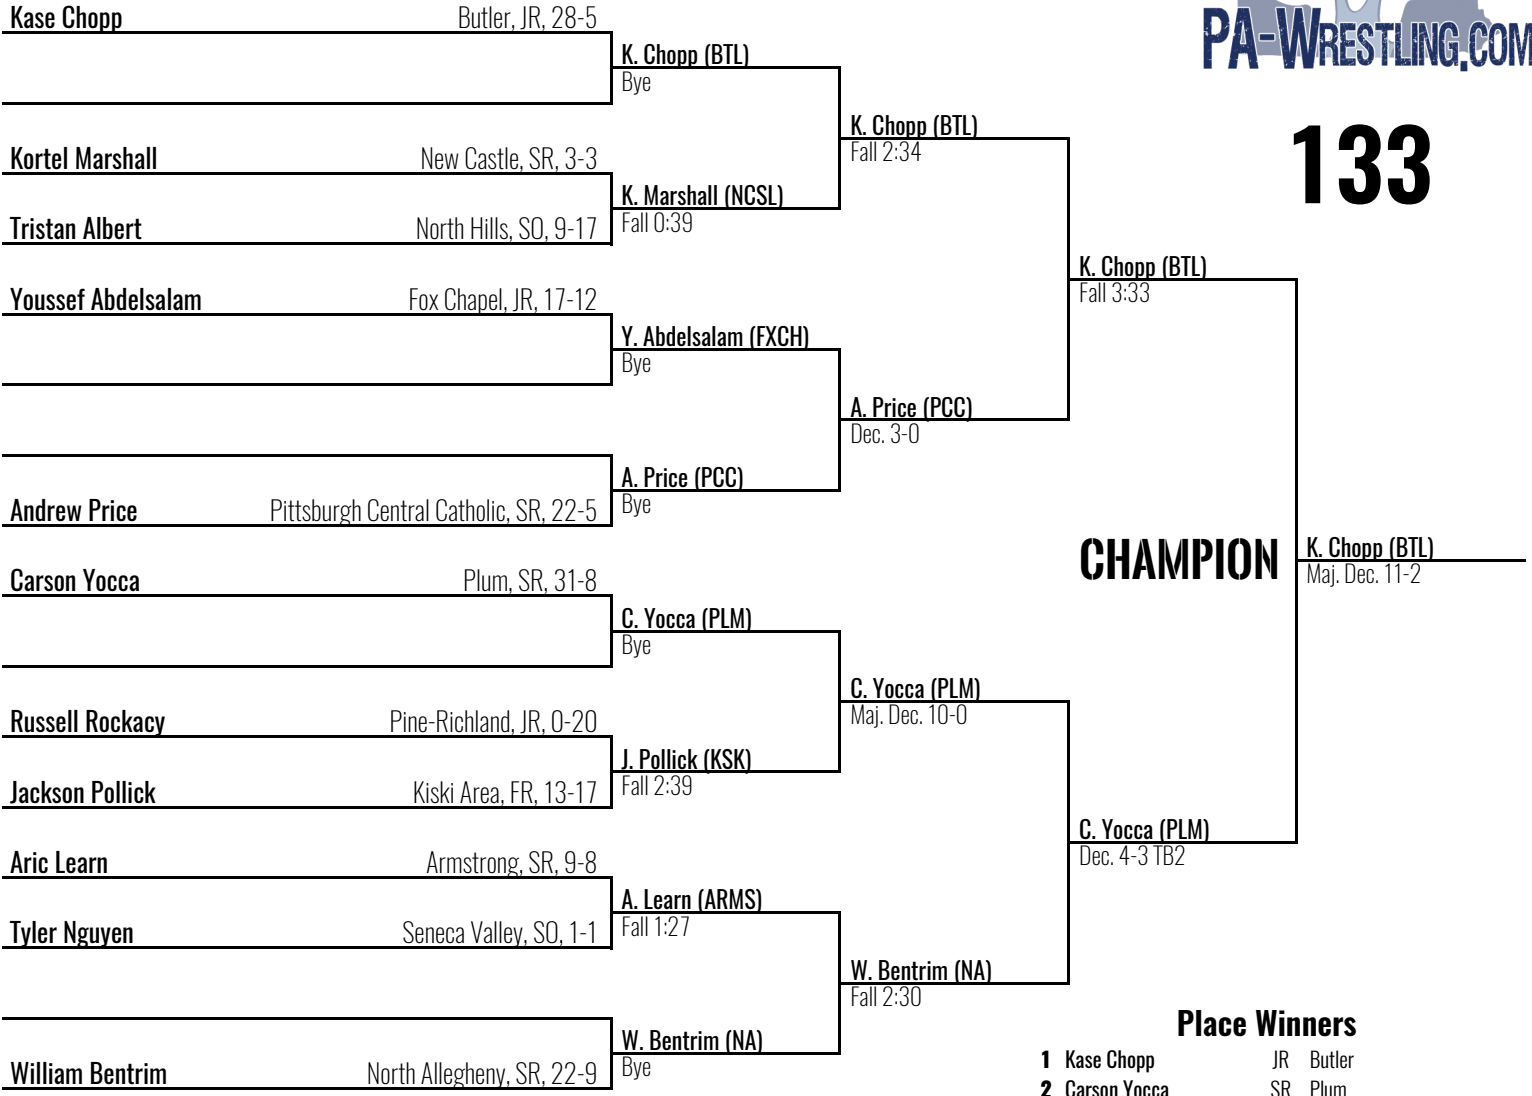 Kase Chopp Butler, JR, 28-5
K. Chopp (BTL)
Bye
Kortel Marshall New Castle, SR, 3-3
K. Marshall (NCSL)
Fall 0:39
Tristan Albert North Hills, SO, 9-17
K. Chopp (BTL)
Fall 2:34
Youssef Abdelsalam Fox Chapel, JR, 17-12
Y. Abdelsalam (FXCH)
Bye
A. Price (PCC)
Bye
Andrew Price Pittsburgh Central Catholic, SR, 22-5
A. Price (PCC)
Dec. 3-0
K. Chopp (BTL)
Fall 3:33
Carson Yocca Plum, SR, 31-8
C. Yocca (PLM)
Bye
Russell Rockacy Pine-Richland, JR, 0-20
J. Pollick (KSK)
Fall 2:39
Jackson Pollick Kiski Area, FR, 13-17
C. Yocca (PLM)
Maj. Dec. 10-0
Aric Learn Armstrong, SR, 9-8
A. Learn (ARMS)
Fall 1:27
Tyler Nguyen Seneca Valley, SO, 1-1
W. Bentrim (NA)
Bye
William Bentrim North Allegheny, SR, 22-9
W. Bentrim (NA)
Fall 2:30
C. Yocca (PLM)
Dec. 4-3 TB2
PA-WRESTLING.COM
133
CHAMPION
K. Chopp (BTL)
Maj. Dec. 11-2
Place Winners
1 Kase Chopp JR Butler
2 Carson Yocca SR Plum